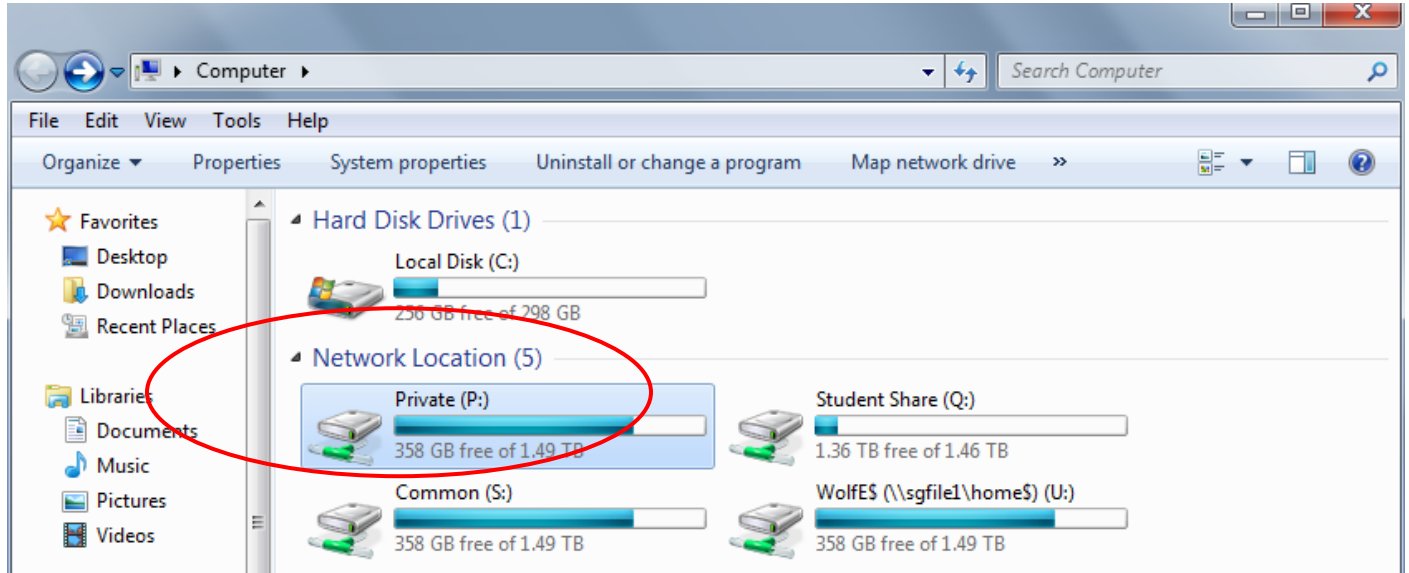 Computer
Search Computer
File Edit View Tools Help
Organize Properties System properties Uninstall or change a program Map network drive »
Favorites
Desktop
Downloads
Recent Places
Libraries
Documents
Music
Pictures
Videos
Hard Disk Drives (1)
Local Disk (C:)
256 GB free of 298 GB
Network Location (5)
Private (P:)
358 GB free of 1.49 TB
Student Share (Q:)
1.36 TB free of 1.46 TB
Common (S:)
358 GB free of 1.49 TB
WolfE$ (\\sgfile1\home$) (U:)
358 GB free of 1.49 TB